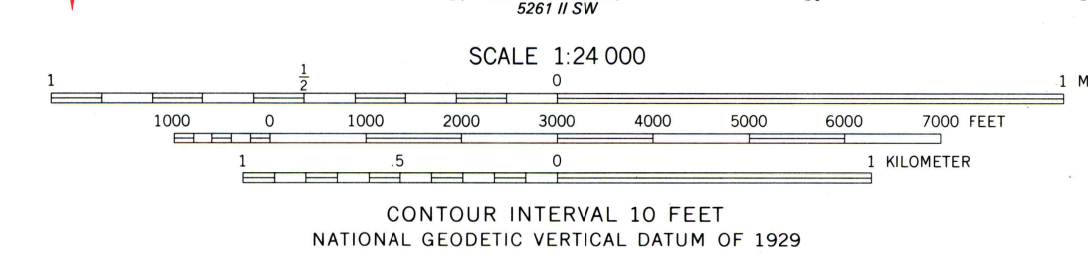 5261 II SW
SCALE 1:24 000
1 1/2 0 1 M
1000 0 1000 2000 3000 4000 5000 6000 7000 FEET
1 .5 0 1 KILOMETER
CONTOUR INTERVAL 10 FEET
NATIONAL GEODETIC VERTICAL DATUM OF 1929